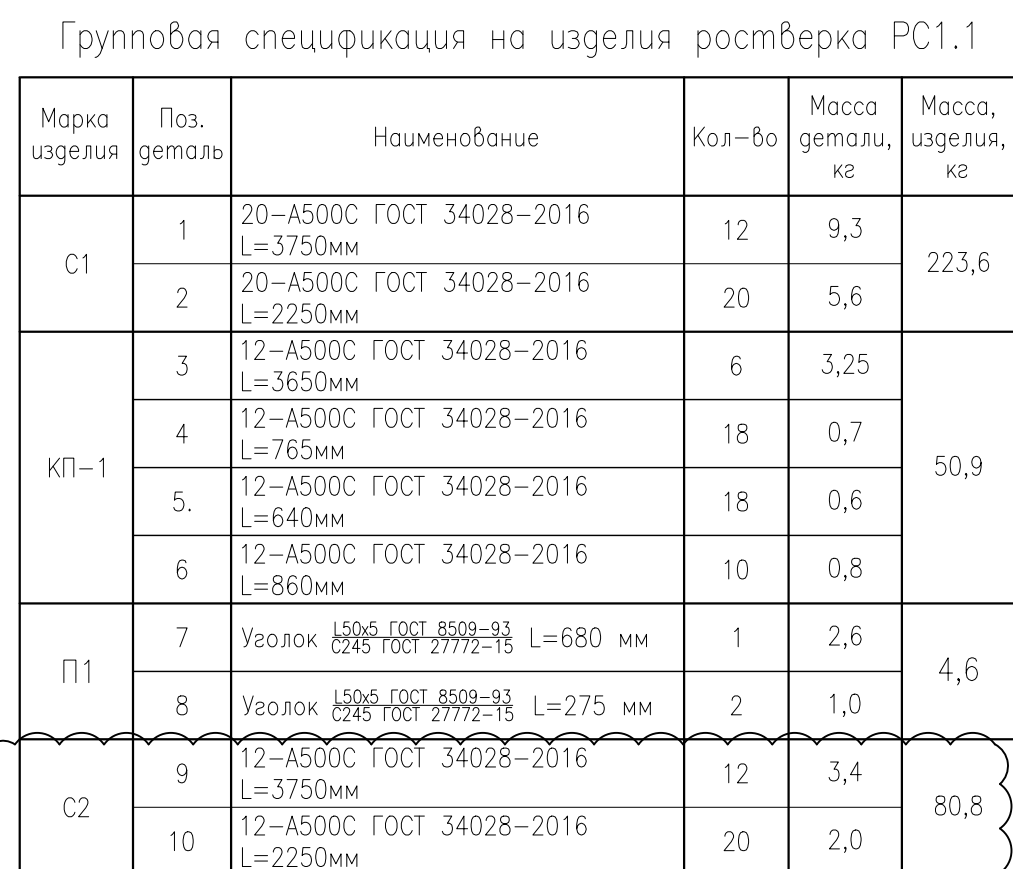 Групповая спецификация на изделия ростверка РС1.1
Марка изделия
Поз. деталь
Наименование
Кол-во
Масса детали, кг
Масса, изделия, кг
С1
1
20-А500С ГОСТ 34028-2016
L=3750мм
12
9,3
223,6
2
20-А500С ГОСТ 34028-2016
L=2250мм
20
5,6
КП-1
3
12-А500С ГОСТ 34028-2016
L=3650мм
6
3,25
50,9
4
12-А500С ГОСТ 34028-2016
L=765мм
18
0,7
5.
12-А500С ГОСТ 34028-2016
L=640мм
18
0,6
6
12-А500С ГОСТ 34028-2016
L=860мм
10
0,8
П1
7
Уголок L50х5 ГОСТ 8509-93 / С245 ГОСТ 27772-15 L=680 мм
1
2,6
4,6
8
Уголок L50х5 ГОСТ 8509-93 / С245 ГОСТ 27772-15 L=275 мм
2
1,0
С2
9
12-А500С ГОСТ 34028-2016
L=3750мм
12
3,4
80,8
10
12-А500С ГОСТ 34028-2016
L=2250мм
20
2,0